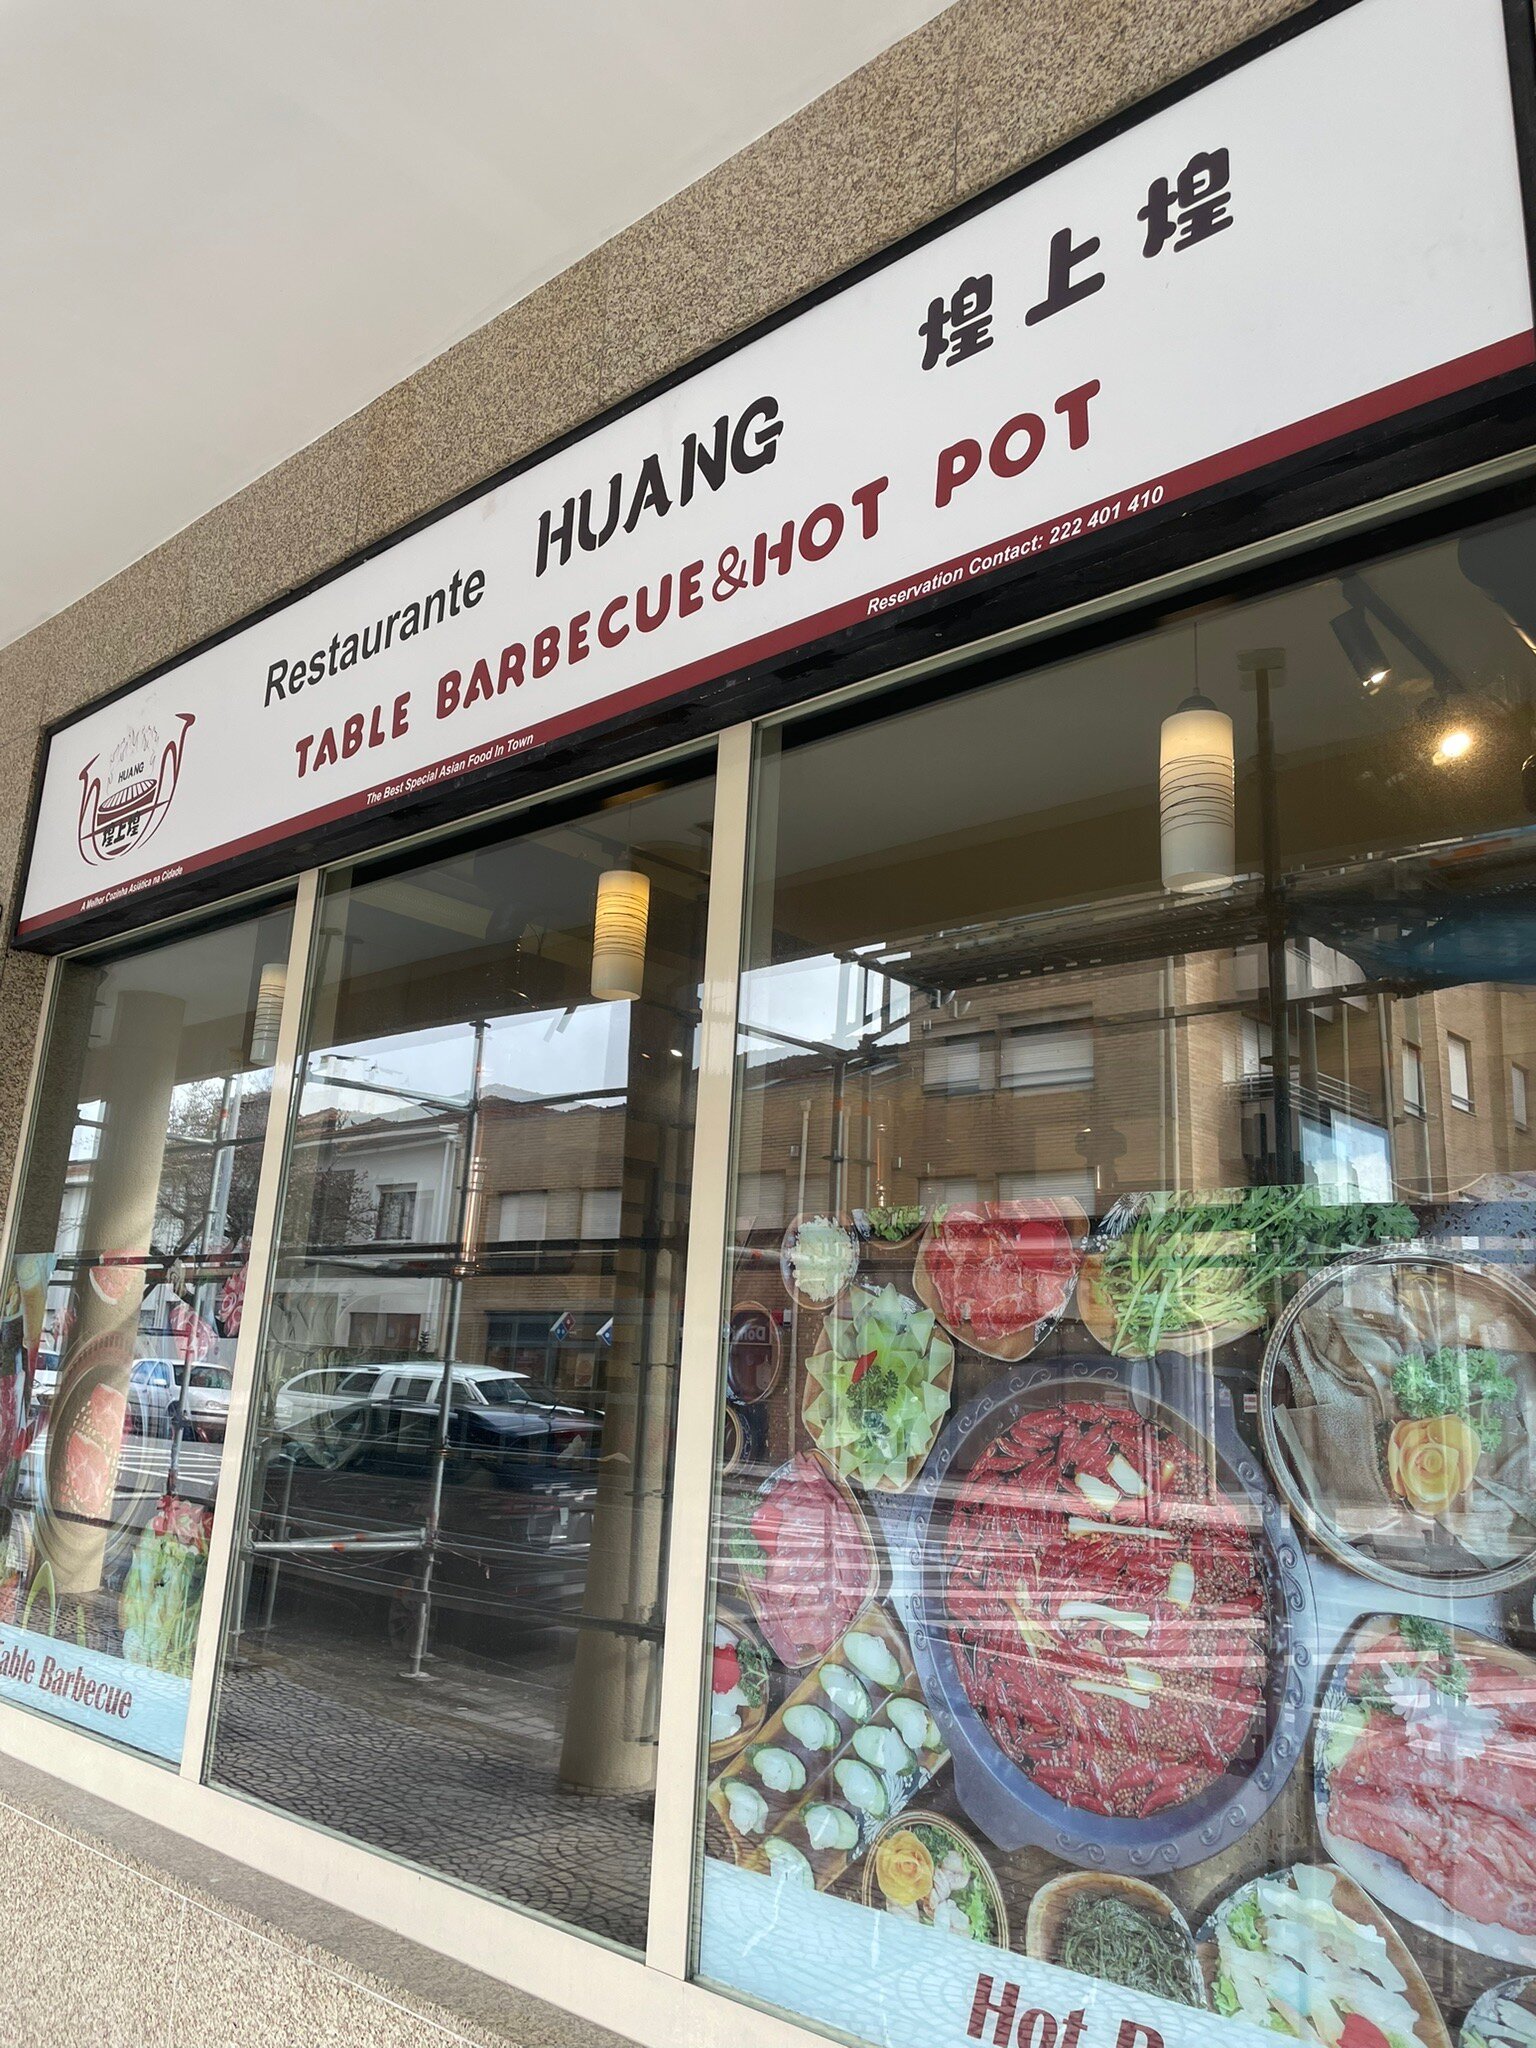 Restaurante HUANG 煌上煌
TABLE BARBECUE&HOT POT
The Best Special Asian Food In Town
Reservation Contact: 222 401 410
HUANG
煌上煌
A Melhor Cozinha Asiática na Cidade
Table Barbecue
Hot